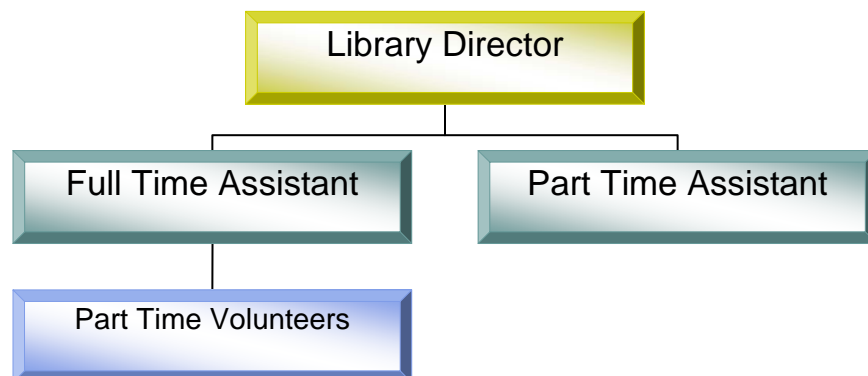 Library Director
Full Time Assistant
Part Time Assistant
Part Time Volunteers